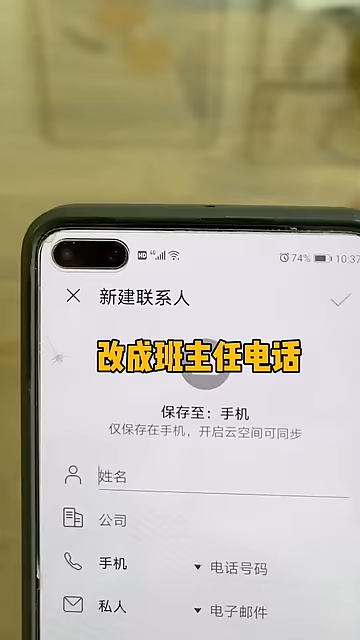 HD 4G 74% 10:37
新建联系人
改成班主任电话
保存至：手机
仅保存在手机，开启云空间可同步
姓名
公司
手机 电话号码
私人 电子邮件